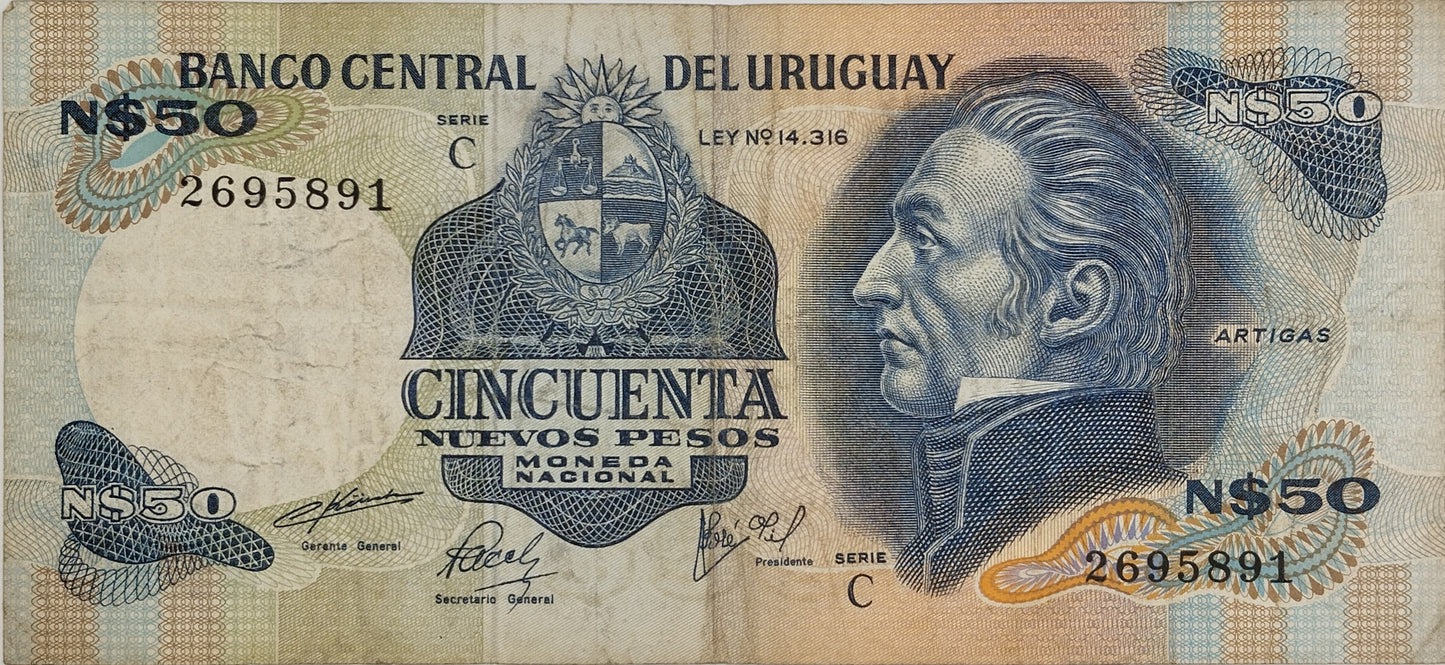 BANCO CENTRAL DEL URUGUAY
N$50
N$50
SERIE
C
LEY Nº 14.316
2695891
ARTIGAS
CINCUENTA
NUEVOS PESOS
MONEDA
NACIONAL
N$50
N$50
Gerante General
Presidente
SERIE
C
2695891
Secretario General